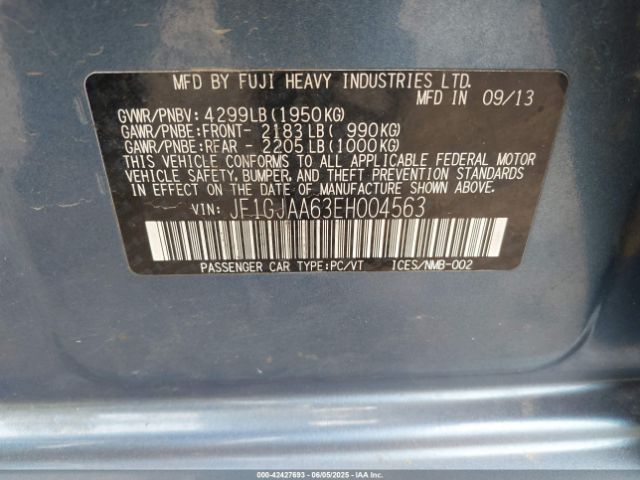 MFD BY FUJI HEAVY INDUSTRIES LTD.
MFD IN 09/13
GVWR/PNBV: 4299LB(1950KG)
GAWR/PNBE:FRONT- 2183LB( 990KG)
GAWR/PNBE:REAR - 2205LB(1000KG)
THIS VEHICLE CONFORMS TO ALL APPLICABLE FEDERAL MOTOR
VEHICLE SAFETY, BUMPER, AND THEFT PREVENTION STANDARDS
IN EFFECT ON THE DATE OF MANUFACTURE SHOWN ABOVE.
VIN: JF1GJAA63EH004563
PASSENGER CAR TYPE:PC/VT ICES/NMB-002
000-42427693 - 06/05/2025 - IAAI.COM